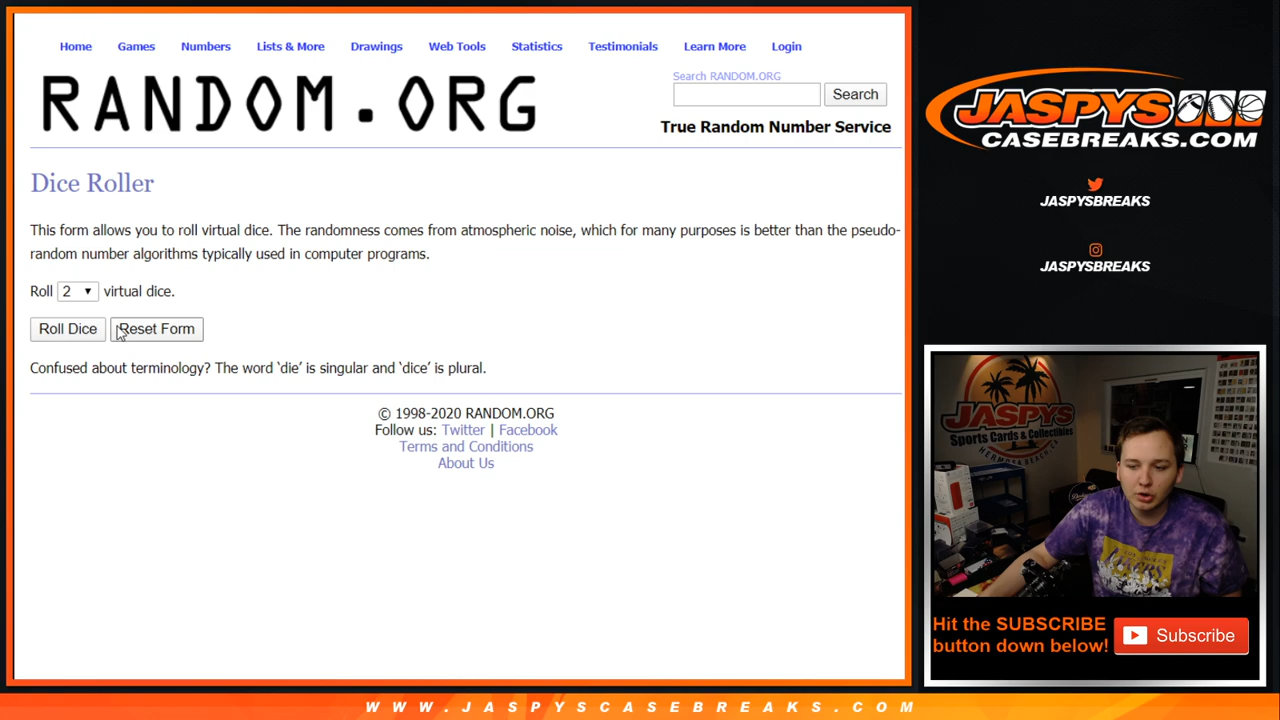 Home Games Numbers Lists & More Drawings Web Tools Statistics Testimonials Learn More Login
RANDOM.ORG
Search RANDOM.ORG
Search
True Random Number Service
Dice Roller
This form allows you to roll virtual dice. The randomness comes from atmospheric noise, which for many purposes is better than the pseudo-
random number algorithms typically used in computer programs.
Roll 2 virtual dice.
Roll Dice Reset Form
Confused about terminology? The word ‘die’ is singular and ‘dice’ is plural.
© 1998-2020 RANDOM.ORG
Follow us: Twitter | Facebook
Terms and Conditions
About Us
JASPYS
CASEBREAKS.COM
JASPYSBREAKS
JASPYSBREAKS
JASPYS
Sports Cards & Collectibles
HERMOSA BEACH, CA
Hit the SUBSCRIBE
button down below!
Subscribe
WWW.JASPYSCASEBREAKS.COM